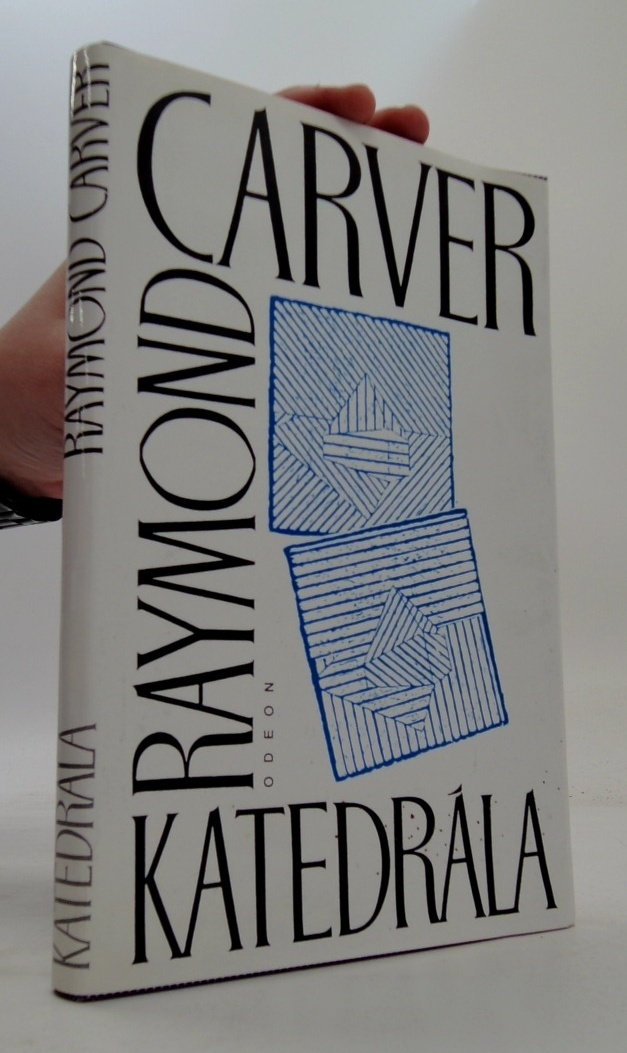 RAYMOND CARVER
KATEDRÁLA
CARVER
RAYMOND
ODEON
KATEDRÁLA